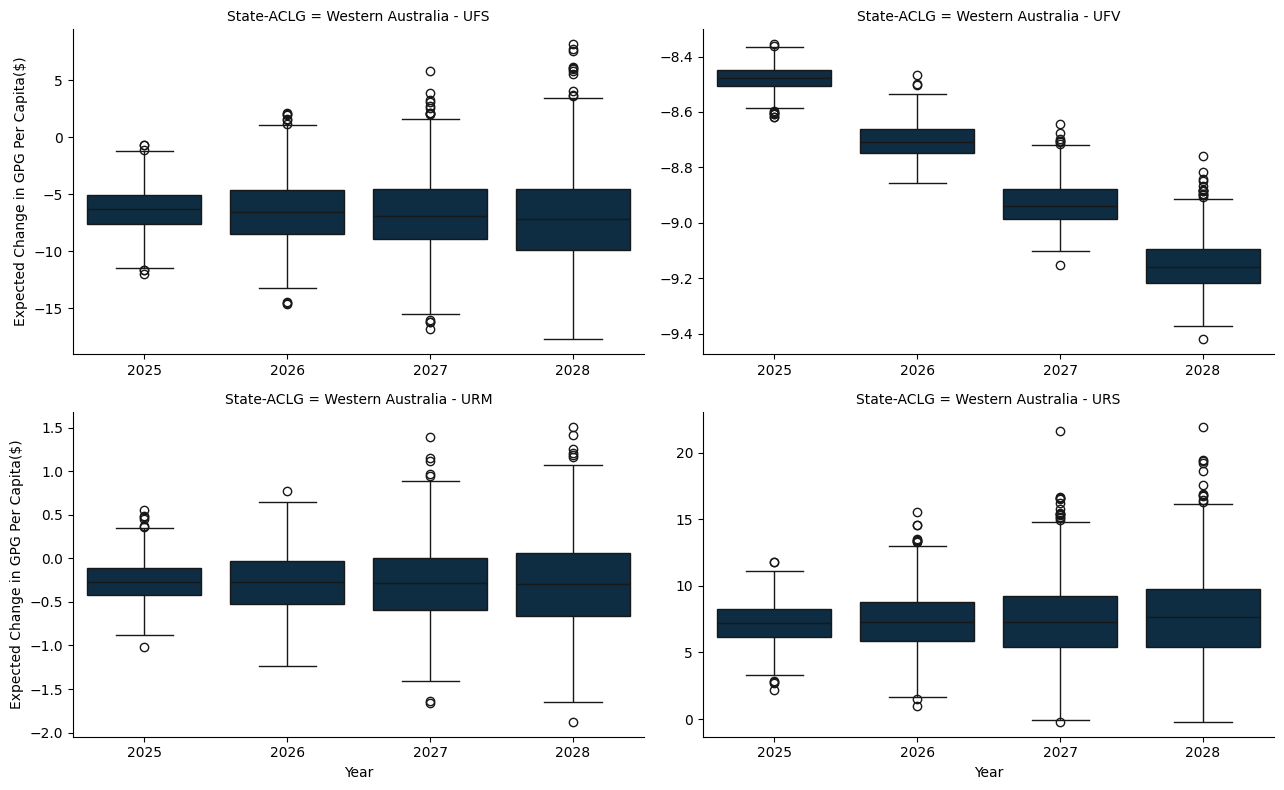 State-ACLG = Western Australia - UFS
Expected Change in GPG Per Capita($)
5
0
−5
−10
−15
2025 2026 2027 2028
State-ACLG = Western Australia - UFV
−8.4
−8.6
−8.8
−9.0
−9.2
−9.4
2025 2026 2027 2028
State-ACLG = Western Australia - URM
Expected Change in GPG Per Capita($)
1.5
1.0
0.5
0.0
−0.5
−1.0
−1.5
−2.0
2025 2026 2027 2028
Year
State-ACLG = Western Australia - URS
20
15
10
5
0
2025 2026 2027 2028
Year